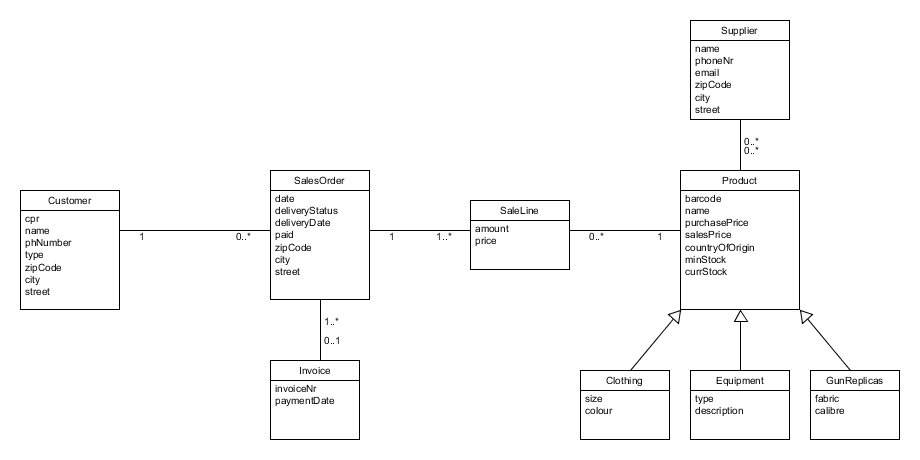 Supplier
name
phoneNr
email
zipCode
city
street
0..*
0..*
Customer
cpr
name
phNumber
type
zipCode
city
street
1
0..*
SalesOrder
date
deliveryStatus
deliveryDate
paid
zipCode
city
street
1
1..*
SaleLine
amount
price
0..*
1
Product
barcode
name
purchasePrice
salesPrice
countryOfOrigin
minStock
currStock
1..*
0..1
Invoice
invoiceNr
paymentDate
Clothing
size
colour
Equipment
type
description
GunReplicas
fabric
calibre